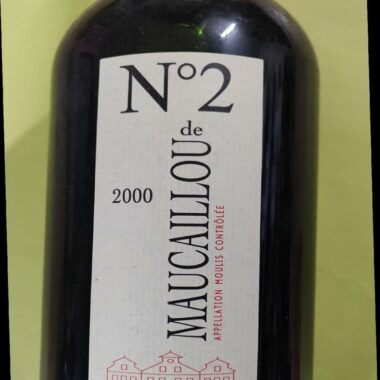 N°2
de
MAUCAILLOU
2000
APPELLATION MOULIS CONTRÔLÉE